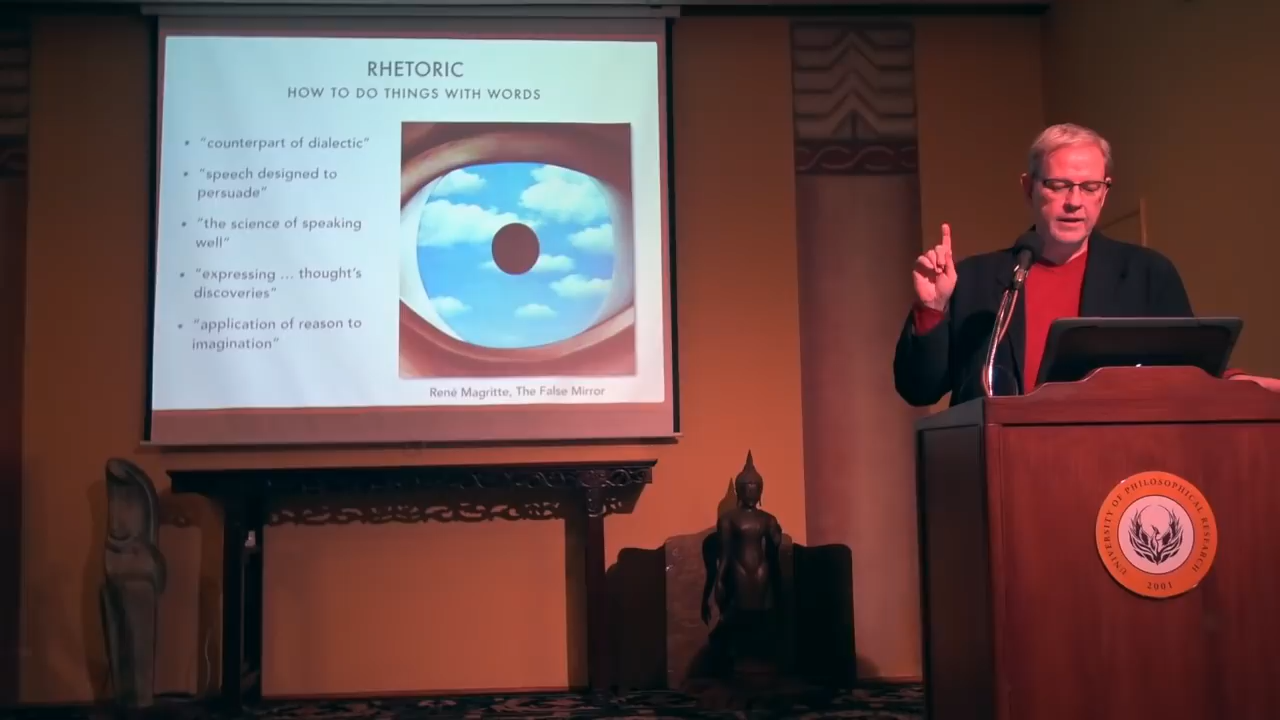 RHETORIC
HOW TO DO THINGS WITH WORDS
• "counterpart of dialectic"
• "speech designed to
persuade"
• "the science of speaking
well"
• "expressing ... thought's
discoveries"
• "application of reason to
imagination"
René Magritte, The False Mirror
UNIVERSITY OF PHILOSOPHICAL RESEARCH
2001